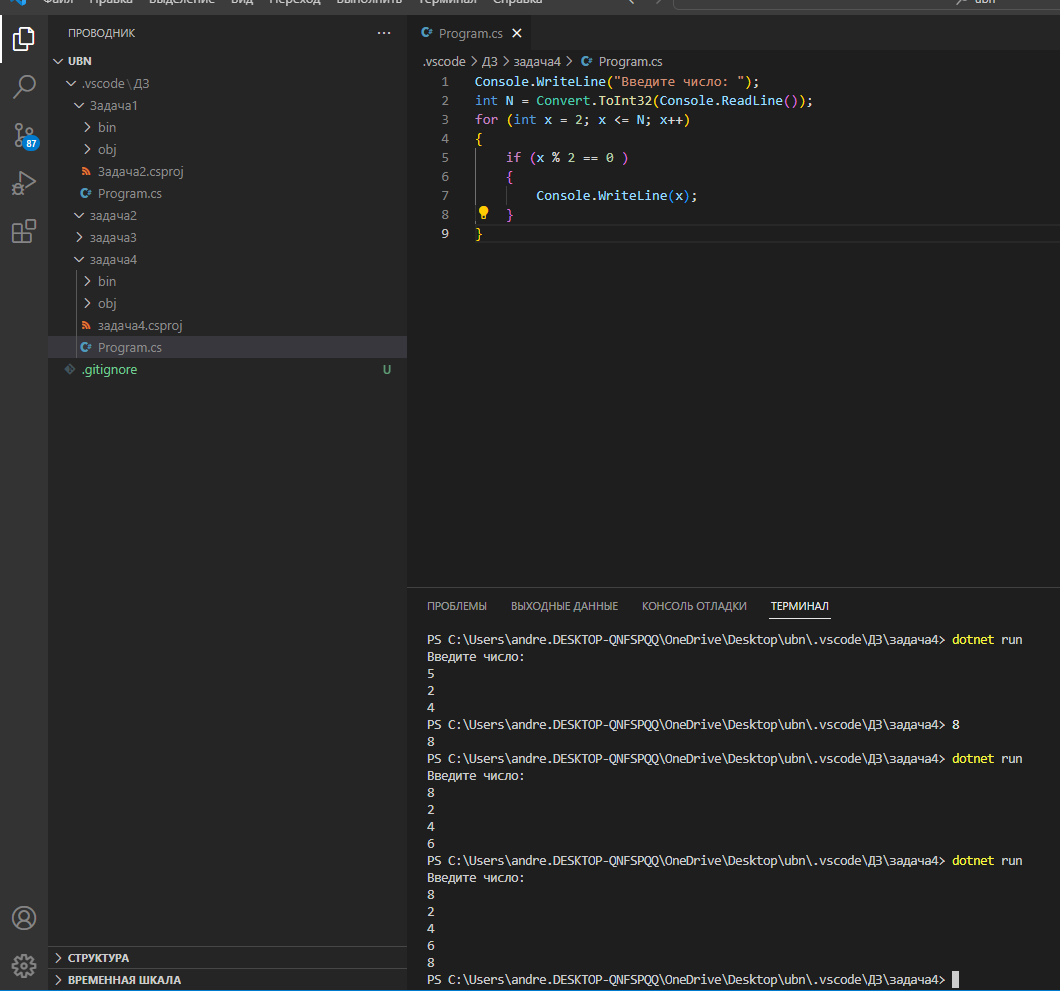 Файл Правка Выделение Вид Переход Выполнить Терминал Справка ubn
ПРОВОДНИК
UBN
.vscode \ ДЗ
Задача1
bin
obj
Задача2.csproj
Program.cs
задача2
задача3
задача4
bin
obj
задача4.csproj
Program.cs
.gitignore U
87
СТРУКТУРА
ВРЕМЕННАЯ ШКАЛА
Program.cs
.vscode > ДЗ > задача4 > Program.cs
1 Console.WriteLine("Введите число: ");
2 int N = Convert.ToInt32(Console.ReadLine());
3 for (int x = 2; x <= N; x++)
4 {
5 if (x % 2 == 0 )
6 {
7 Console.WriteLine(x);
8 }
9 }
ПРОБЛЕМЫ ВЫХОДНЫЕ ДАННЫЕ КОНСОЛЬ ОТЛАДКИ ТЕРМИНАЛ
PS C:\Users\andre.DESKTOP-QNFSPQQ\OneDrive\Desktop\ubn\.vscode\ДЗ\задача4> dotnet run
Введите число:
5
2
4
PS C:\Users\andre.DESKTOP-QNFSPQQ\OneDrive\Desktop\ubn\.vscode\ДЗ\задача4> 8
8
PS C:\Users\andre.DESKTOP-QNFSPQQ\OneDrive\Desktop\ubn\.vscode\ДЗ\задача4> dotnet run
Введите число:
8
2
4
6
PS C:\Users\andre.DESKTOP-QNFSPQQ\OneDrive\Desktop\ubn\.vscode\ДЗ\задача4> dotnet run
Введите число:
8
2
4
6
8
PS C:\Users\andre.DESKTOP-QNFSPQQ\OneDrive\Desktop\ubn\.vscode\ДЗ\задача4>